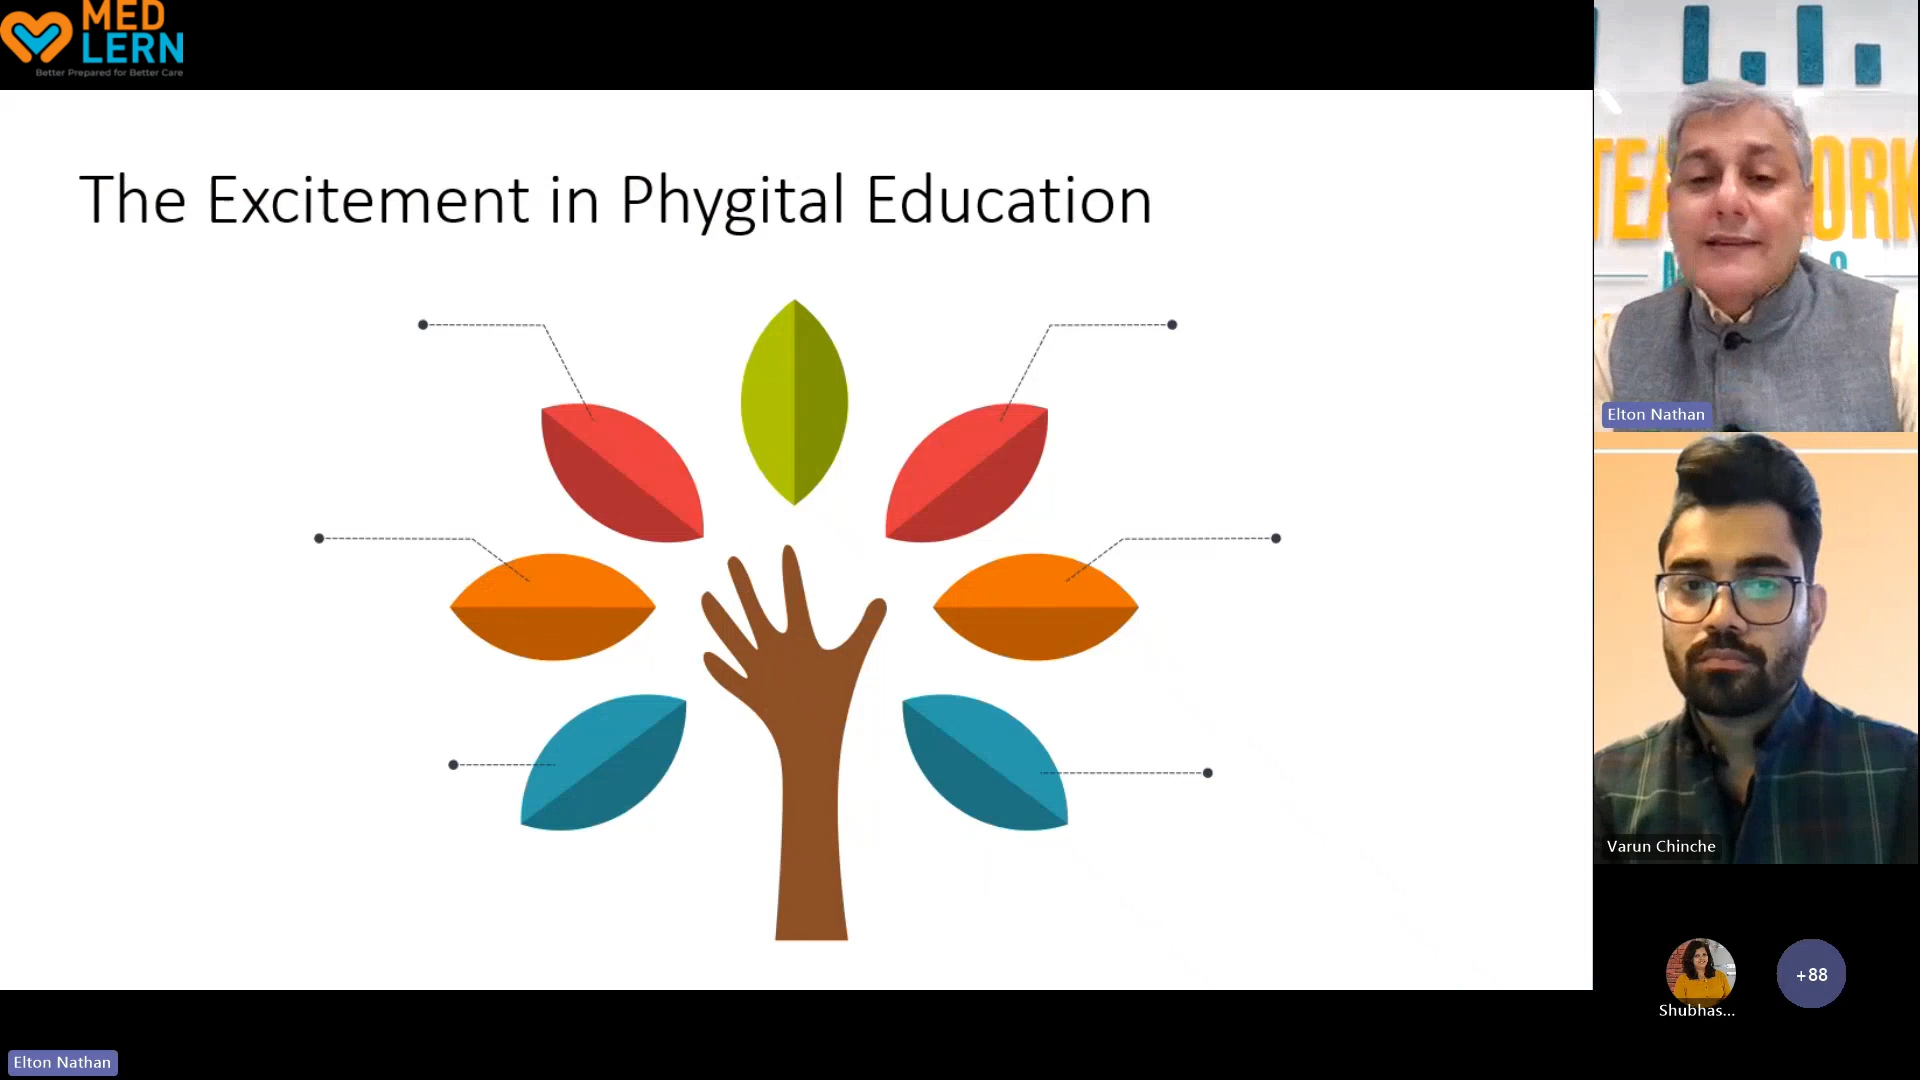 MED
LERN
Better Prepared for Better Care
The Excitement in Phygital Education
Elton Nathan
Varun Chinche
Shubhas...
+88
Elton Nathan